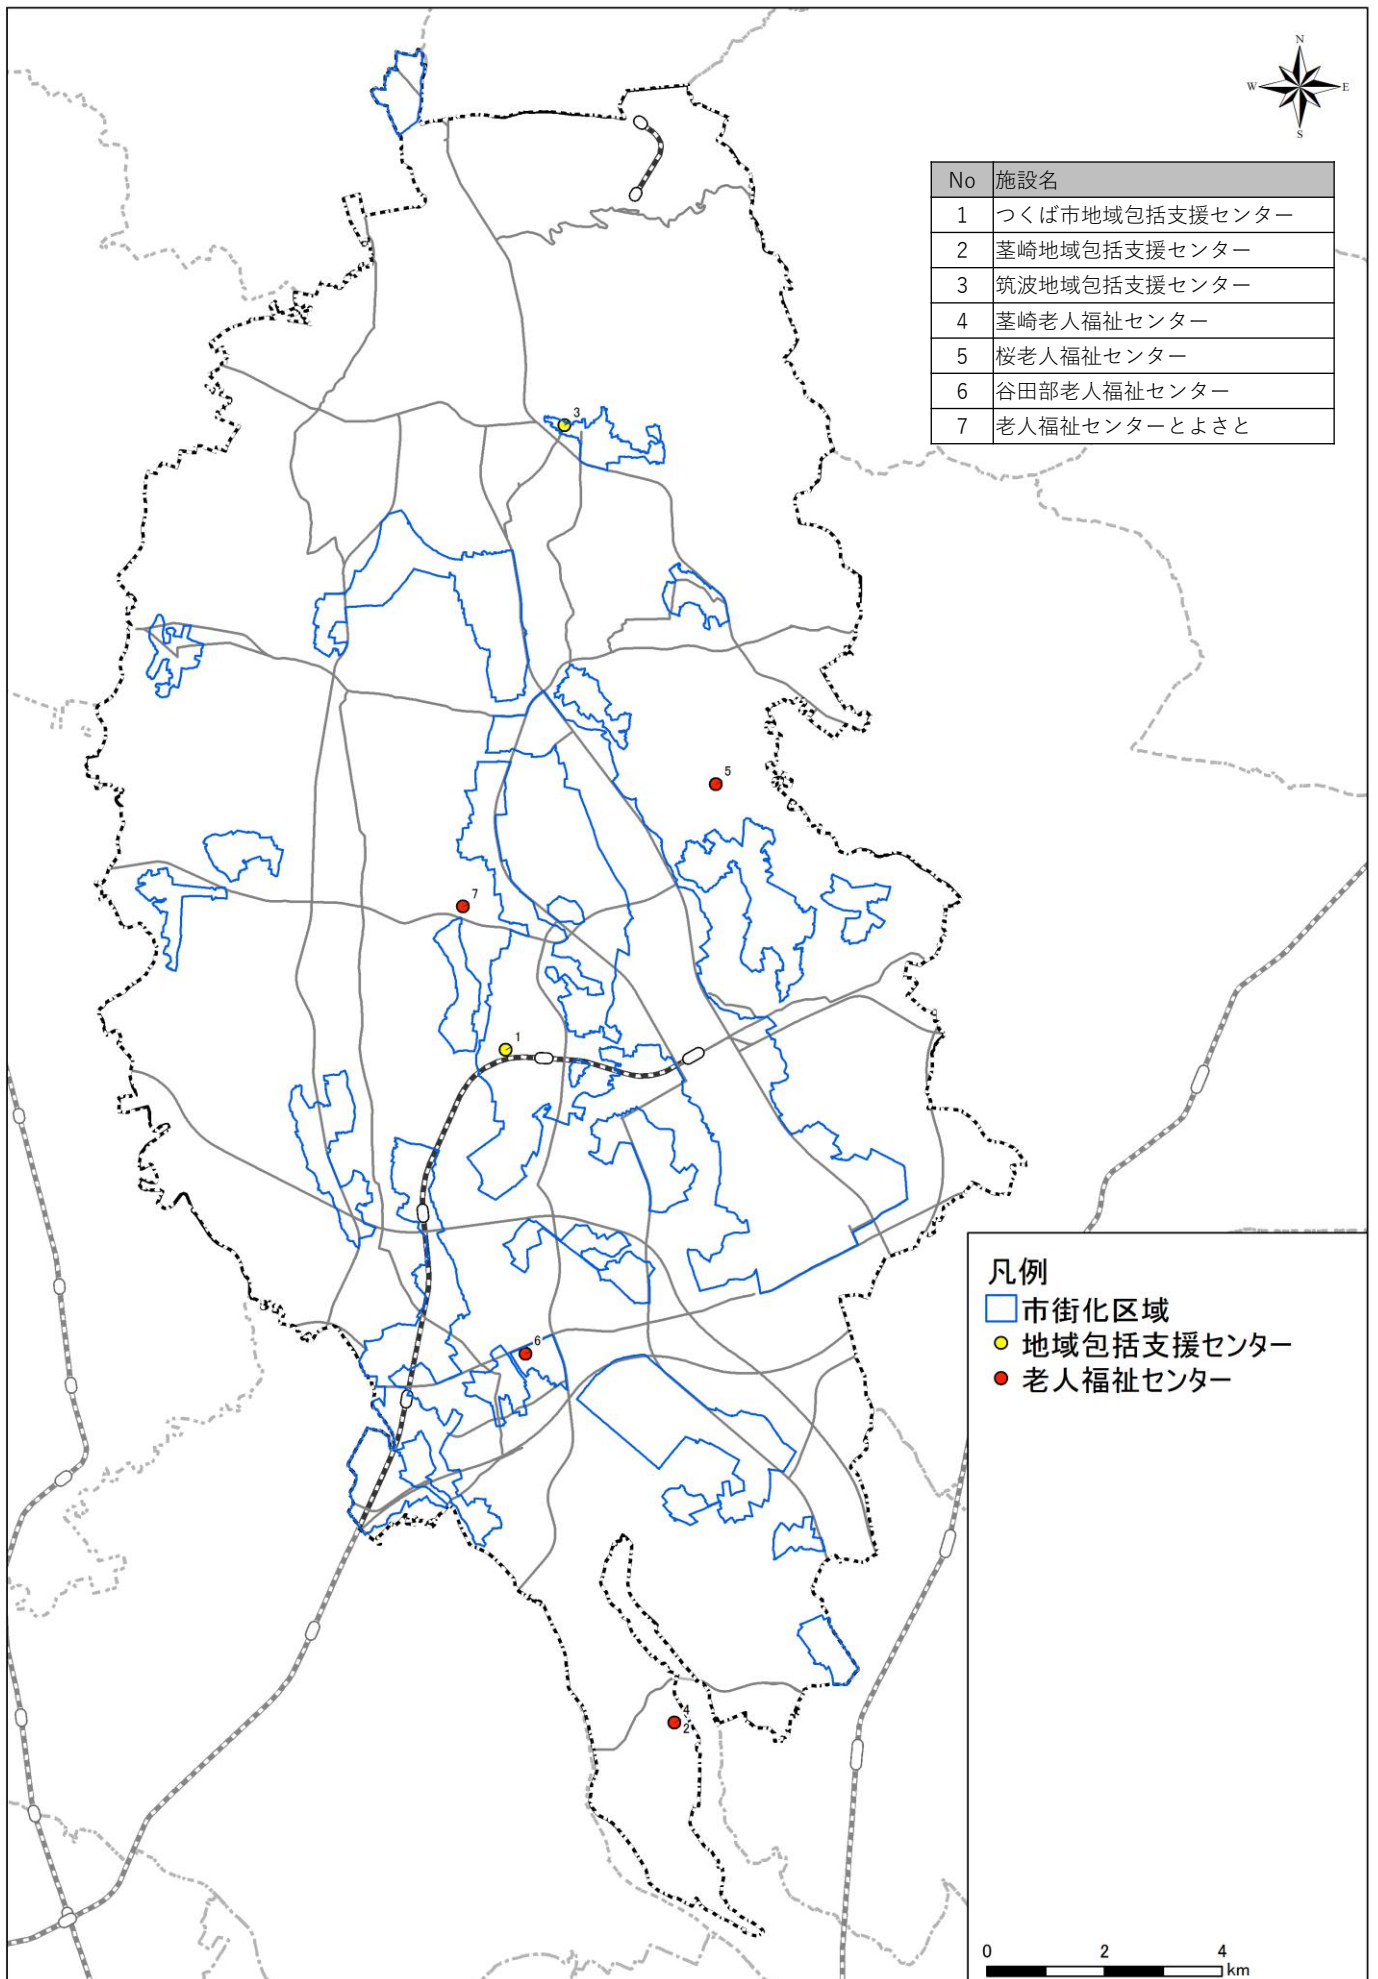 N
W E
S
No 施設名
1 つくば市地域包括支援センター
2 茎崎地域包括支援センター
3 筑波地域包括支援センター
4 茎崎老人福祉センター
5 桜老人福祉センター
6 谷田部老人福祉センター
7 老人福祉センターとよさと
3
5
7
1
6
4
2
凡例
市街化区域
地域包括支援センター
老人福祉センター
0 2 4
km